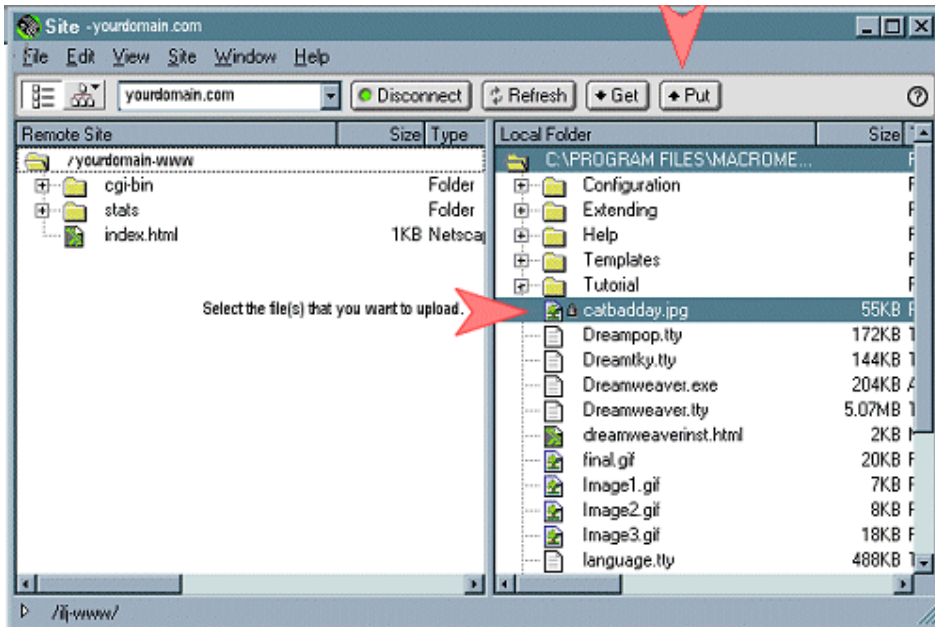 Site -yourdomain.com
File Edit View Site Window Help
yourdomain.com Disconnect Refresh Get Put
Remote Site Size Type Local Folder Size
/yourdomain-www C:\PROGRAM FILES\MACROME...
cgi-bin Folder Configuration
stats Folder Extending
index.html 1KB Netscap Help
Templates
Tutorial
Select the file(s) that you want to upload. catbadday.jpg 55KB
Dreampop.tty 172KB
Dreamtky.tty 144KB
Dreamweaver.exe 204KB
Dreamweaver.tty 5.07MB
dreamweaverinst.html 2KB
final.gif 20KB
Image1.gif 7KB
Image2.gif 8KB
Image3.gif 18KB
language.tty 488KB